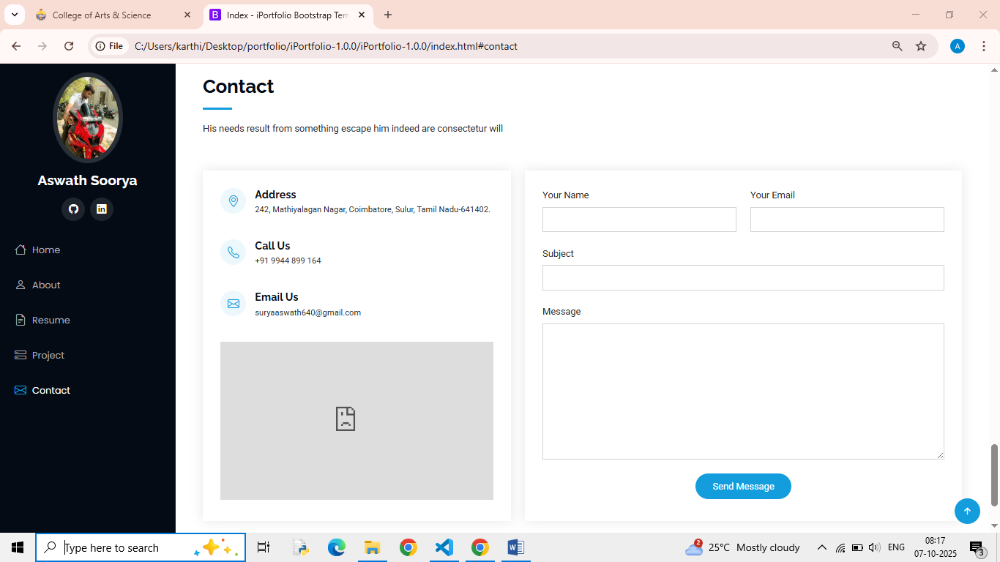 College of Arts & Science
Index - iPortfolio Bootstrap Tem
File
C:/Users/karthi/Desktop/portfolio/iPortfolio-1.0.0/iPortfolio-1.0.0/index.html#contact
A
Aswath Soorya
Home
About
Resume
Project
Contact
Contact
His needs result from something escape him indeed are consectetur will
Address
242, Mathiyalagan Nagar, Coimbatore, Sulur, Tamil Nadu-641402.
Call Us
+91 9944 899 164
Email Us
suryaaswath640@gmail.com
Your Name
Your Email
Subject
Message
Send Message
Type here to search
2
25°C Mostly cloudy
ENG
08:17
07-10-2025
3